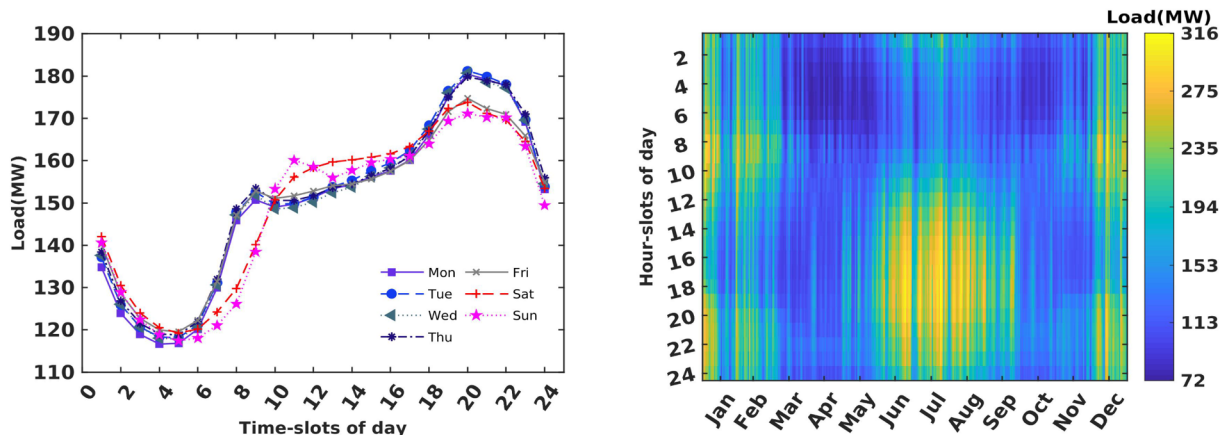 190
180
170
160
150
140
130
120
110
Load(MW)
0 2 4 6 8 10 12 14 16 18 20 22 24
Time-slots of day
Mon Fri
Tue Sat
Wed Sun
Thu
Load(MW)
2
4
6
8
10
12
14
16
18
20
22
24
Hour-slots of day
Jan Feb Mar Apr May Jun Jul Aug Sep Oct Nov Dec
316
275
235
194
153
113
72